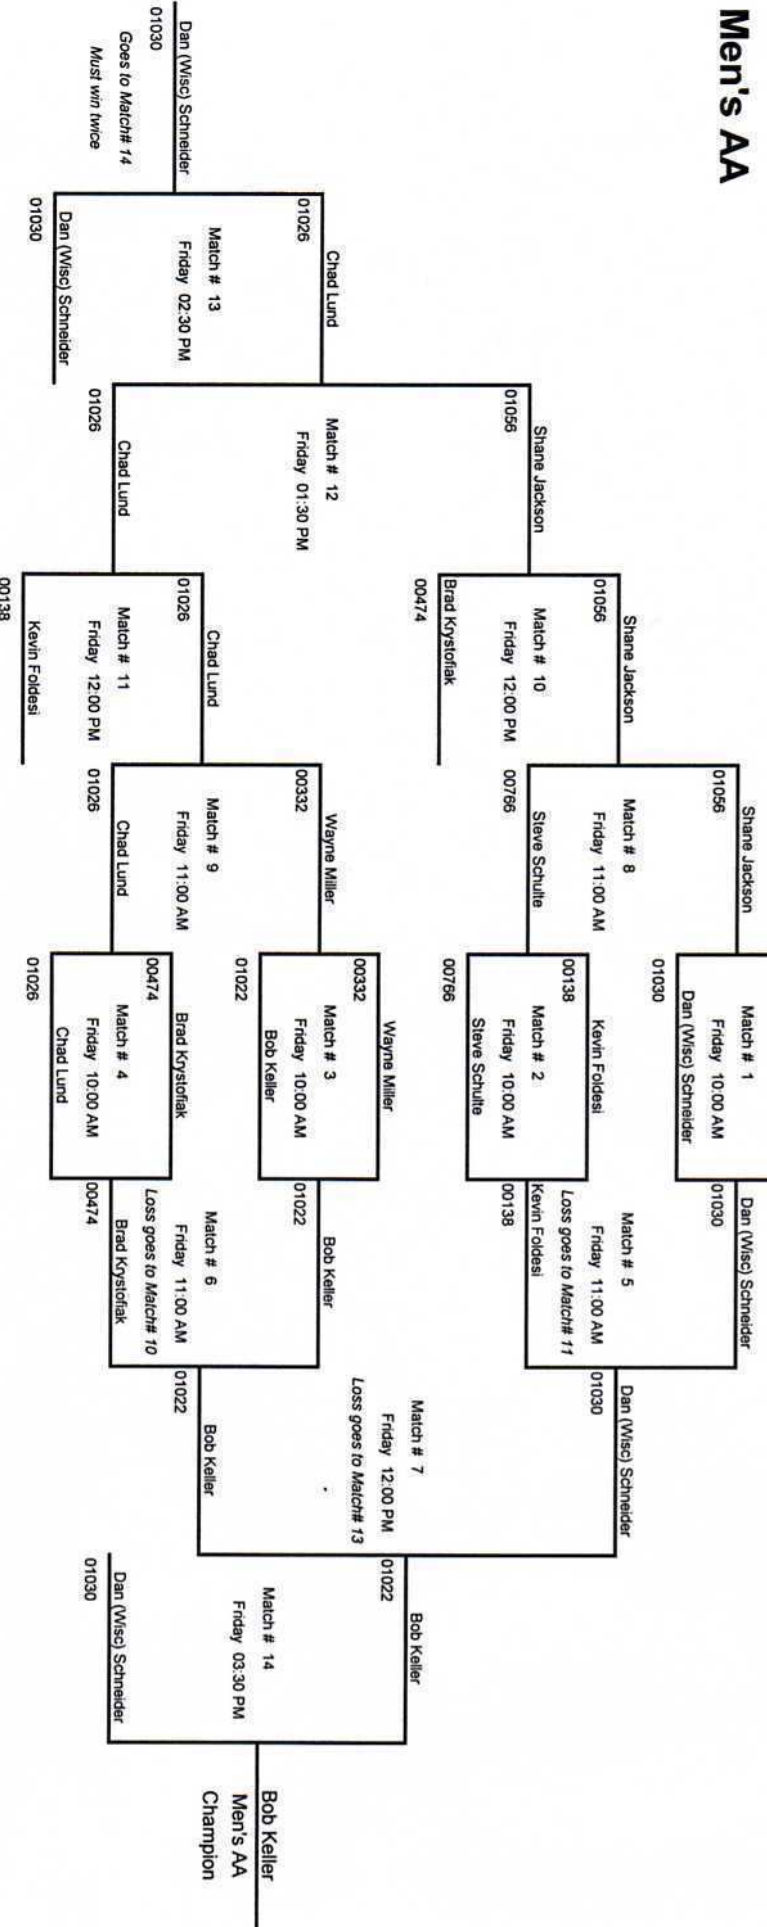 Men's AA
Shane Jackson
01056
Match # 1
Friday 10:00 AM
Dan (Wisc) Schneider
01030
Dan (Wisc) Schneider
01030
Shane Jackson
01056
Match # 8
Friday 11:00 AM
Match # 5
Friday 11:00 AM
Loss goes to Match# 11
Kevin Foldesi
00138
Match # 2
Friday 10:00 AM
Steve Schulte
00766
Kevin Foldesi
00138
Steve Schulte
00766
Dan (Wisc) Schneider
01030
Shane Jackson
01056
Match # 10
Friday 12:00 PM
Brad Krystofiak
00474
Match # 7
Friday 12:00 PM
Loss goes to Match# 13
Bob Keller
01022
Chad Lund
01026
Match # 12
Friday 01:30 PM
Wayne Miller
00332
Wayne Miller
00332
Match # 3
Friday 10:00 AM
Bob Keller
01022
Bob Keller
01022
Match # 14
Friday 03:30 PM
Bob Keller
Men's AA
Champion
Match # 13
Friday 02:30 PM
Dan (Wisc) Schneider
01030
Goes to Match# 14
Must win twice
Chad Lund
01026
Match # 9
Friday 11:00 AM
Match # 6
Friday 11:00 AM
Loss goes to Match# 10
Bob Keller
01022
Brad Krystofiak
00474
Match # 4
Friday 10:00 AM
Chad Lund
01026
Brad Krystofiak
00474
Chad Lund
01026
Chad Lund
01026
Match # 11
Friday 12:00 PM
Kevin Foldesi
00138
Dan (Wisc) Schneider
01030
Dan (Wisc) Schneider
01030